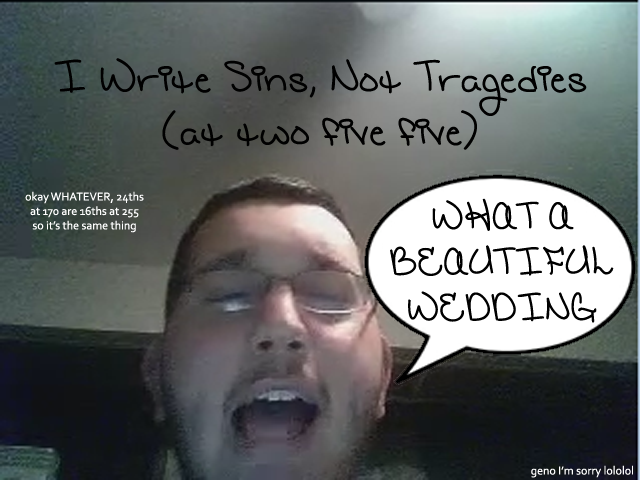 I Write Sins, Not Tragedies
(at two five five)
okay WHATEVER, 24ths
at 170 are 16ths at 255
so it's the same thing
WHAT A
BEAUTIFUL
WEDDING
geno I'm sorry lololol